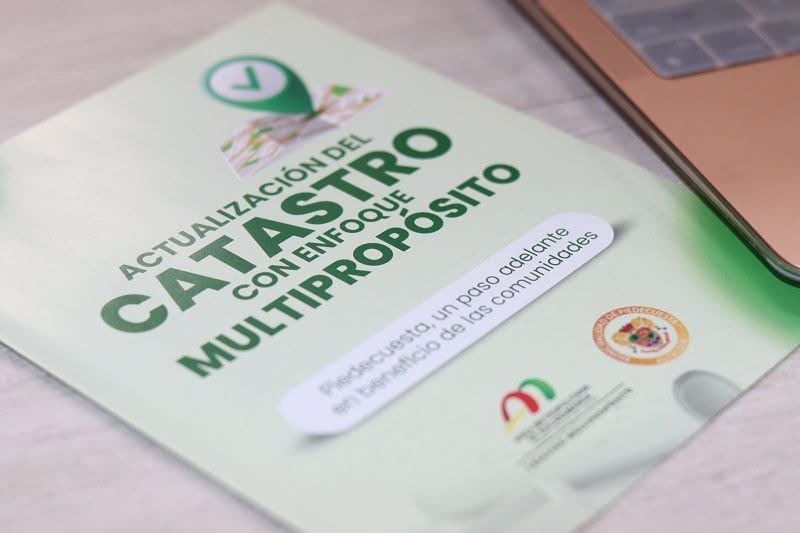 ACTUALIZACIÓN DEL
CATASTRO
CON ENFOQUE
MULTIPROPÓSITO
Piedecuesta, un paso adelante
en beneficio de las comunidades